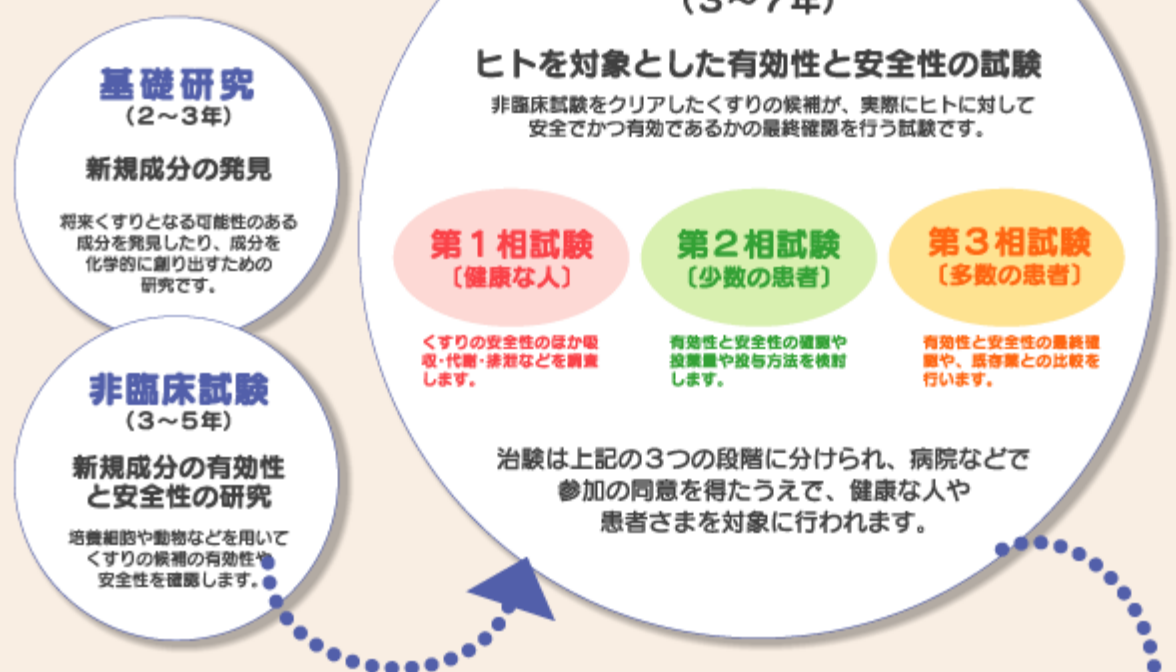 基礎研究
(2～3年)
新規成分の発見
将来くすりとなる可能性のある
成分を発見したり、成分を
化学的に創り出すための
研究です。
非臨床試験
(3～5年)
新規成分の有効性
と安全性の研究
培養細胞や動物などを用いて
くすりの候補の有効性や
安全性を確認します。
(3～7年)
ヒトを対象とした有効性と安全性の試験
非臨床試験をクリアしたくすりの候補が、実際にヒトに対して
安全でかつ有効であるかの最終確認を行う試験です。
第1相試験
〔健康な人〕
くすりの安全性のほか吸
収・代謝・排泄などを調査
します。
第2相試験
〔少数の患者〕
有効性と安全性の確認や
投薬量や投与方法を検討
します。
第3相試験
〔多数の患者〕
有効性と安全性の最終確
認や、既存薬との比較を
行います。
治験は上記の3つの段階に分けられ、病院などで
参加の同意を得たうえで、健康な人や
患者さまを対象に行われます。